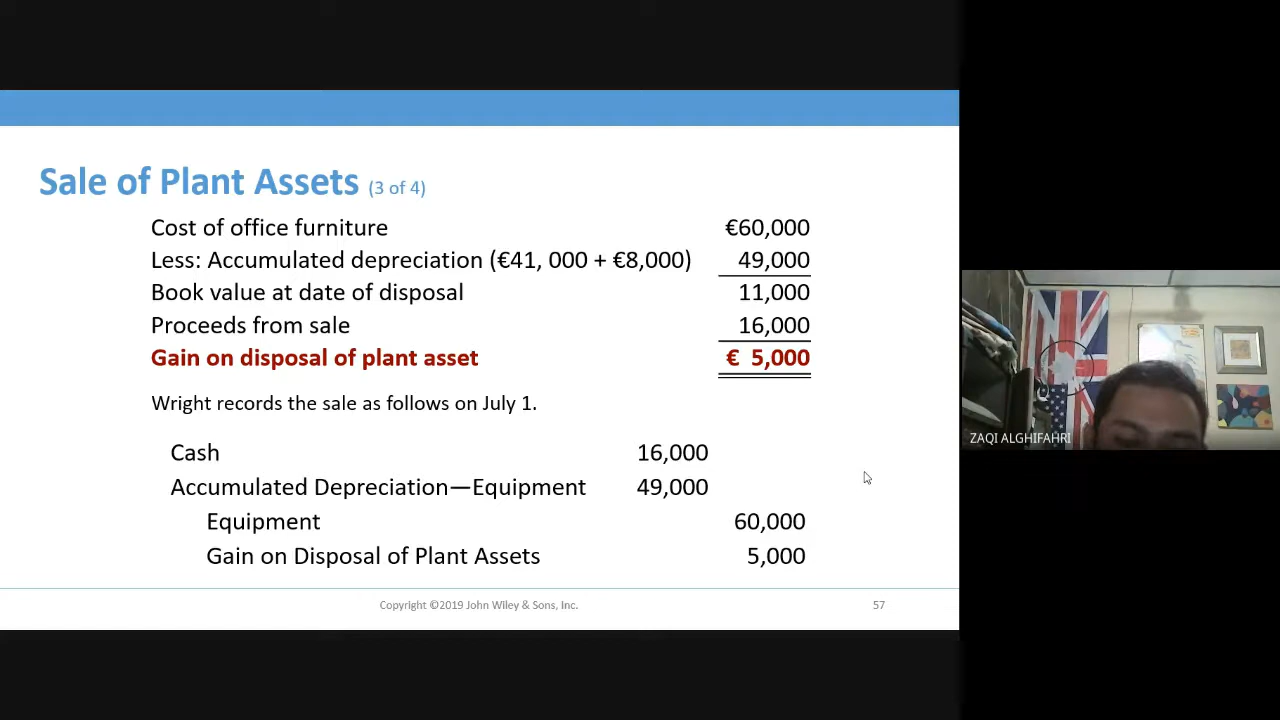 Sale of Plant Assets (3 of 4)
Cost of office furniture €60,000
Less: Accumulated depreciation (€41, 000 + €8,000) 49,000
Book value at date of disposal 11,000
Proceeds from sale 16,000
Gain on disposal of plant asset € 5,000
Wright records the sale as follows on July 1.
Cash 16,000
Accumulated Depreciation—Equipment 49,000
Equipment 60,000
Gain on Disposal of Plant Assets 5,000
Copyright ©2019 John Wiley & Sons, Inc. 57
ZAQI ALGHIFAHRI